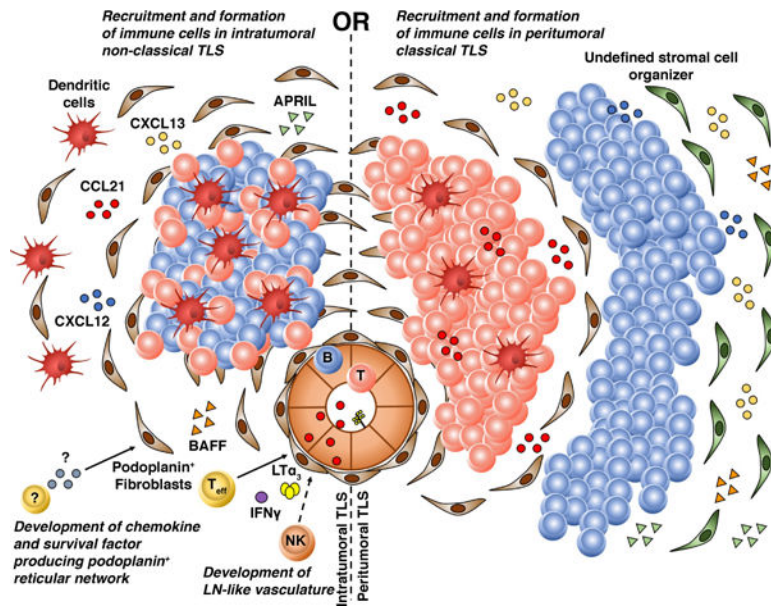 Recruitment and formation
of immune cells in intratumoral
non-classical TLS
OR
Recruitment and formation
of immune cells in peritumoral
classical TLS
Undefined stromal cell
organizer
Dendritic
cells
CXCL13
APRIL
CCL21
CXCL12
B
T
BAFF
?
?
Podoplanin⁺
Fibroblasts
Teff
LTα₃
IFNγ
NK
Development of chemokine
and survival factor
producing podoplanin⁺
reticular network
Development of
LN-like vasculature
Intratumoral TLS
Peritumoral TLS